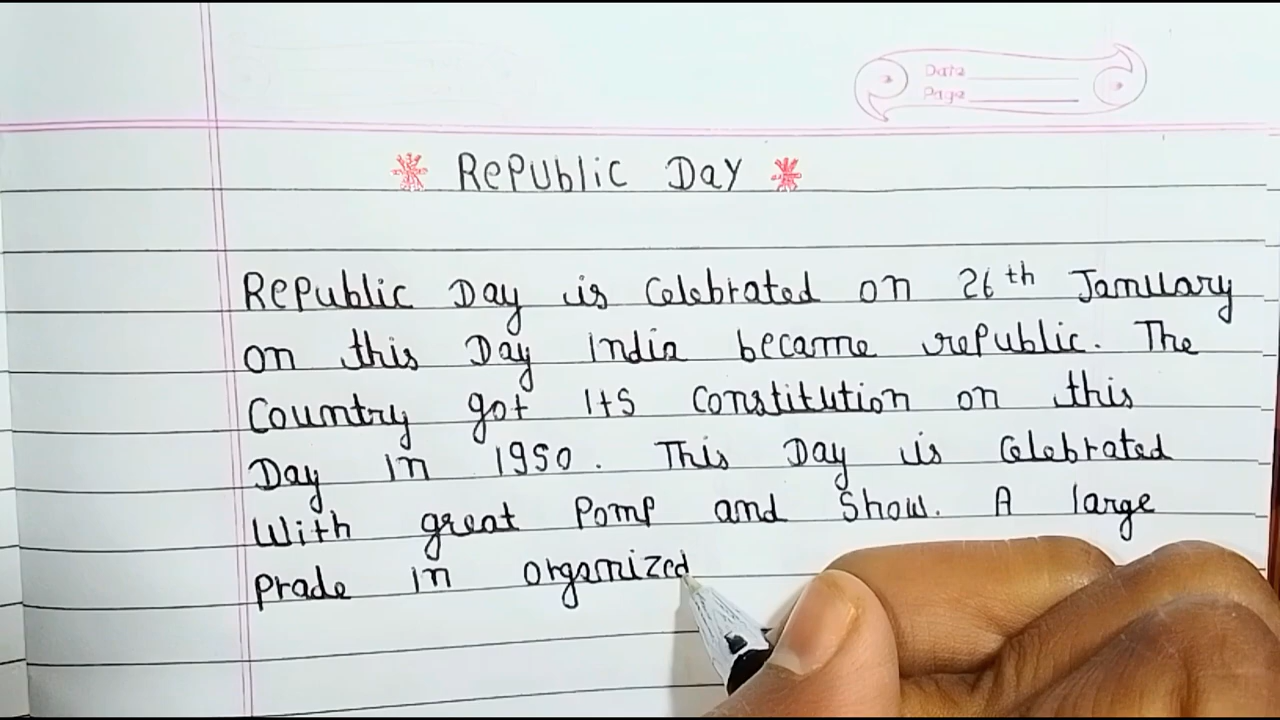 Date
Page
* Republic Day *
Republic Day is Celebrated on 26th January
on this Day India became republic. The
Country got Its Constitution on this
Day in 1950. This Day is Celebrated
With great Pomp and Show. A large
Prade in organized